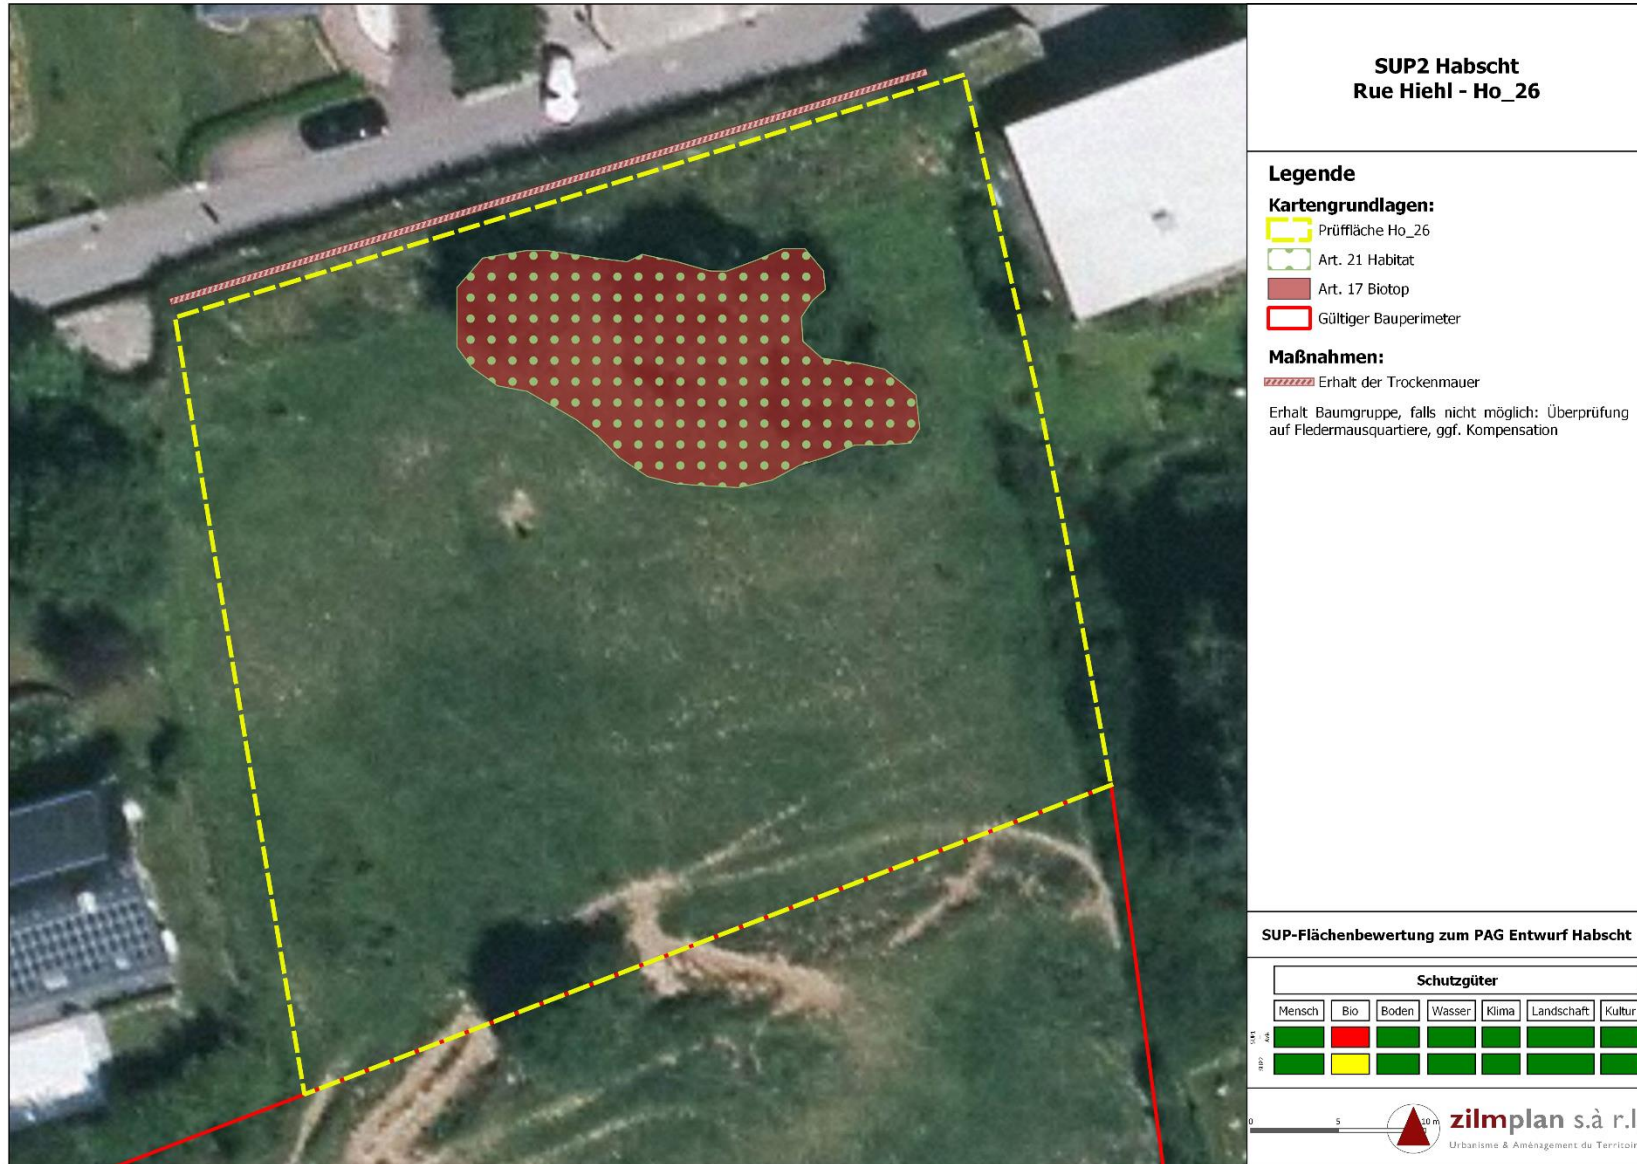 SUP2 Habscht
Rue Hiehl - Ho_26
Legende
Kartengrundlagen:
Prüffläche Ho_26
Art. 21 Habitat
Art. 17 Biotop
Gültiger Bauperimeter
Maßnahmen:
Erhalt der Trockenmauer
Erhalt Baumgruppe, falls nicht möglich: Überprüfung
auf Fledermausquartiere, ggf. Kompensation
SUP-Flächenbewertung zum PAG Entwurf Habscht
Schutzgüter
Mensch Bio Boden Wasser Klima Landschaft Kultur
0 5 10 m
zilmplan s.à r.l
Urbanisme & Aménagement du Territoir